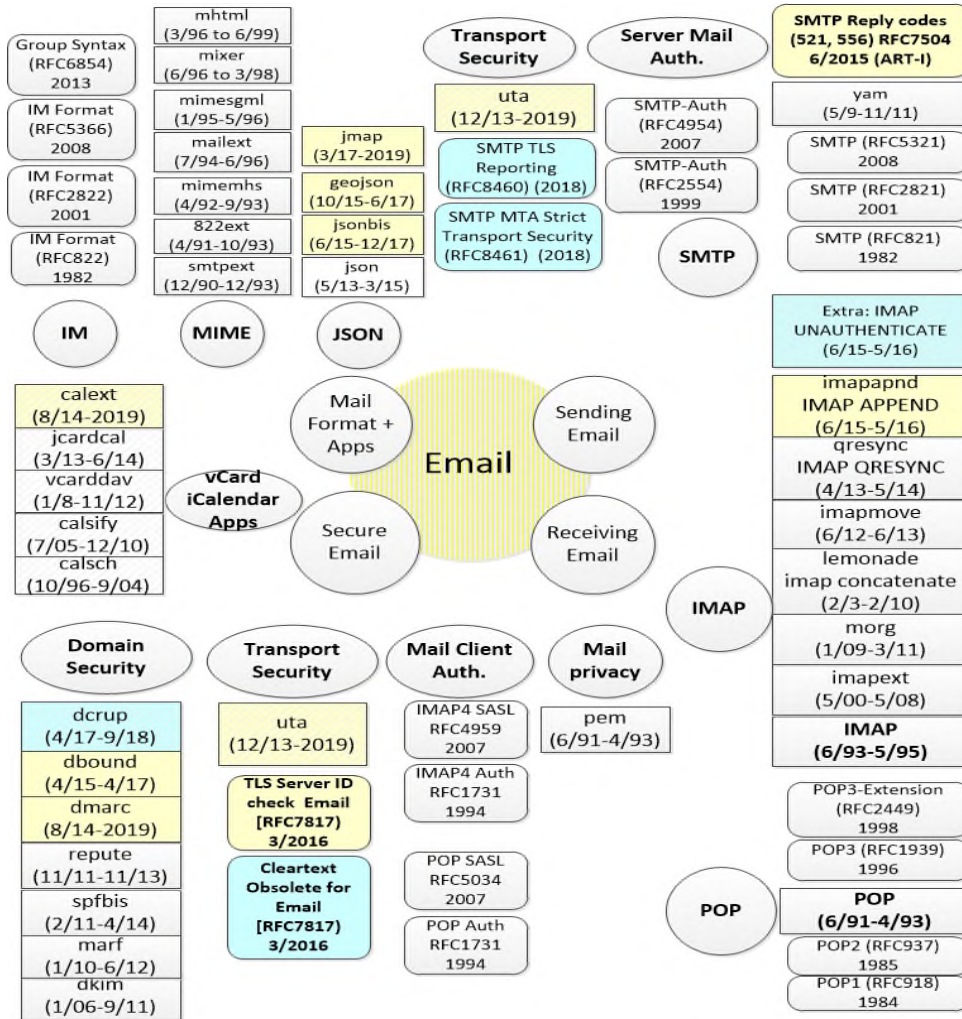 Group Syntax
(RFC6854)
2013
IM Format
(RFC5366)
2008
IM Format
(RFC2822)
2001
IM Format
(RFC822)
1982
IM
mhtml
(3/96 to 6/99)
mixer
(6/96 to 3/98)
mimesgml
(1/95-5/96)
mailext
(7/94-6/96)
mimemhs
(4/92-9/93)
822ext
(4/91-10/93)
smtpext
(12/90-12/93)
MIME
jmap
(3/17-2019)
geojson
(10/15-6/17)
jsonbis
(6/15-12/17)
json
(5/13-3/15)
JSON
Transport
Security
uta
(12/13-2019)
SMTP TLS
Reporting
(RFC8460) (2018)
SMTP MTA Strict
Transport Security
(RFC8461) (2018)
Server Mail
Auth.
SMTP-Auth
(RFC4954)
2007
SMTP-Auth
(RFC2554)
1999
SMTP
SMTP Reply codes
(521, 556) RFC7504
6/2015 (ART-I)
yam
(5/9-11/11)
SMTP (RFC5321)
2008
SMTP (RFC2821)
2001
SMTP (RFC821)
1982
calext
(8/14-2019)
jcardcal
(3/13-6/14)
vcarddav
(1/8-11/12)
calsify
(7/05-12/10)
calsch
(10/96-9/04)
vCard
iCalendar
Apps
Mail
Format +
Apps
Sending
Email
Email
Secure
Email
Receiving
Email
Extra: IMAP
UNAUTHENTICATE
(6/15-5/16)
imapapnd
IMAP APPEND
(6/15-5/16)
qresync
IMAP QRESYNC
(4/13-5/14)
imapmove
(6/12-6/13)
lemonade
imap concatenate
(2/3-2/10)
morg
(1/09-3/11)
imapext
(5/00-5/08)
IMAP
(6/93-5/95)
IMAP
Domain
Security
dcrup
(4/17-9/18)
dbound
(4/15-4/17)
dmarc
(8/14-2019)
repute
(11/11-11/13)
spfbis
(2/11-4/14)
marf
(1/10-6/12)
dkim
(1/06-9/11)
Transport
Security
uta
(12/13-2019)
TLS Server ID
check Email
[RFC7817)
3/2016
Cleartext
Obsolete for
Email
[RFC7817)
3/2016
Mail Client
Auth.
IMAP4 SASL
RFC4959
2007
IMAP4 Auth
RFC1731
1994
POP SASL
RFC5034
2007
POP Auth
RFC1731
1994
Mail
privacy
pem
(6/91-4/93)
POP3-Extension
(RFC2449)
1998
POP3 (RFC1939)
1996
POP
POP
(6/91-4/93)
POP2 (RFC937)
1985
POP1 (RFC918)
1984